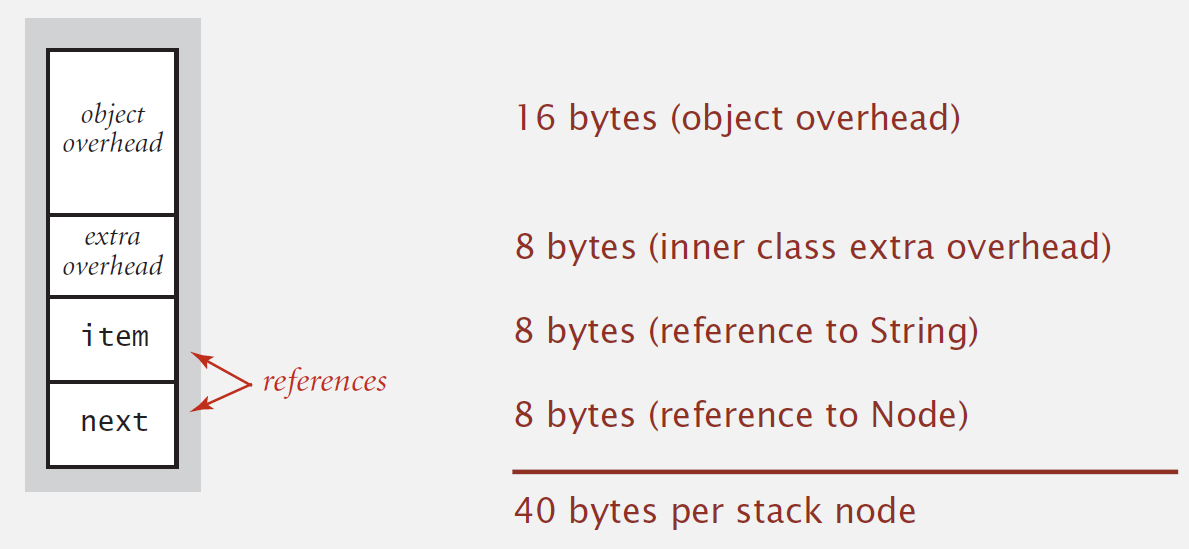 object
overhead
16 bytes (object overhead)
extra
overhead
8 bytes (inner class extra overhead)
item
8 bytes (reference to String)
references
next
8 bytes (reference to Node)
40 bytes per stack node